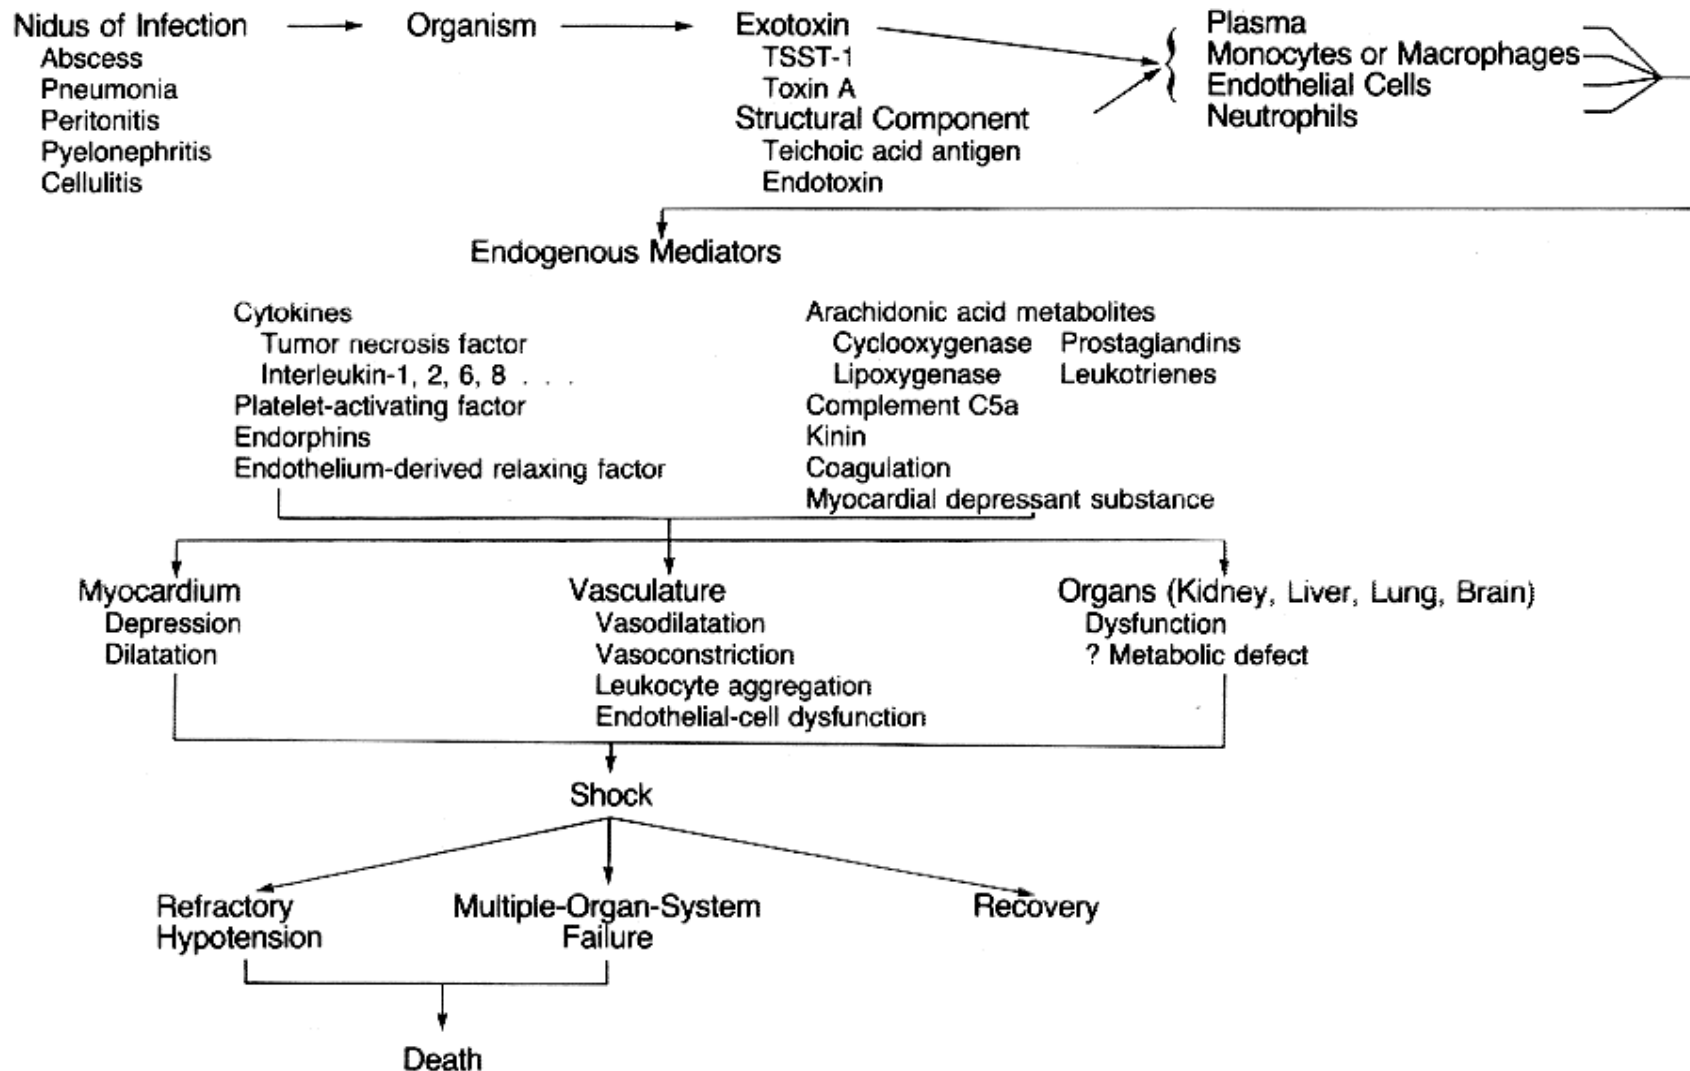 Nidus of Infection
Abscess
Pneumonia
Peritonitis
Pyelonephritis
Cellulitis
Organism
Exotoxin
TSST-1
Toxin A
Structural Component
Teichoic acid antigen
Endotoxin
Plasma
Monocytes or Macrophages
Endothelial Cells
Neutrophils
Endogenous Mediators
Cytokines
Tumor necrosis factor
Interleukin-1, 2, 6, 8 . . .
Platelet-activating factor
Endorphins
Endothelium-derived relaxing factor
Arachidonic acid metabolites
Cyclooxygenase Prostaglandins
Lipoxygenase Leukotrienes
Complement C5a
Kinin
Coagulation
Myocardial depressant substance
Myocardium
Depression
Dilatation
Vasculature
Vasodilatation
Vasoconstriction
Leukocyte aggregation
Endothelial-cell dysfunction
Organs (Kidney, Liver, Lung, Brain)
Dysfunction
? Metabolic defect
Shock
Refractory
Hypotension
Multiple-Organ-System
Failure
Recovery
Death